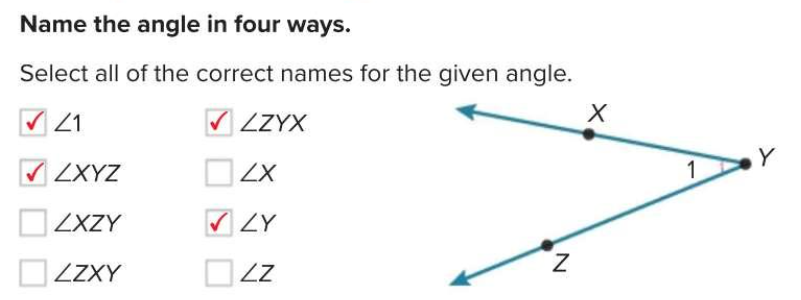 Name the angle in four ways.
Select all of the correct names for the given angle.
∠1 ∠ZYX
∠XYZ ∠X
∠XZY ∠Y
∠ZXY ∠Z
X
Y
1
Z